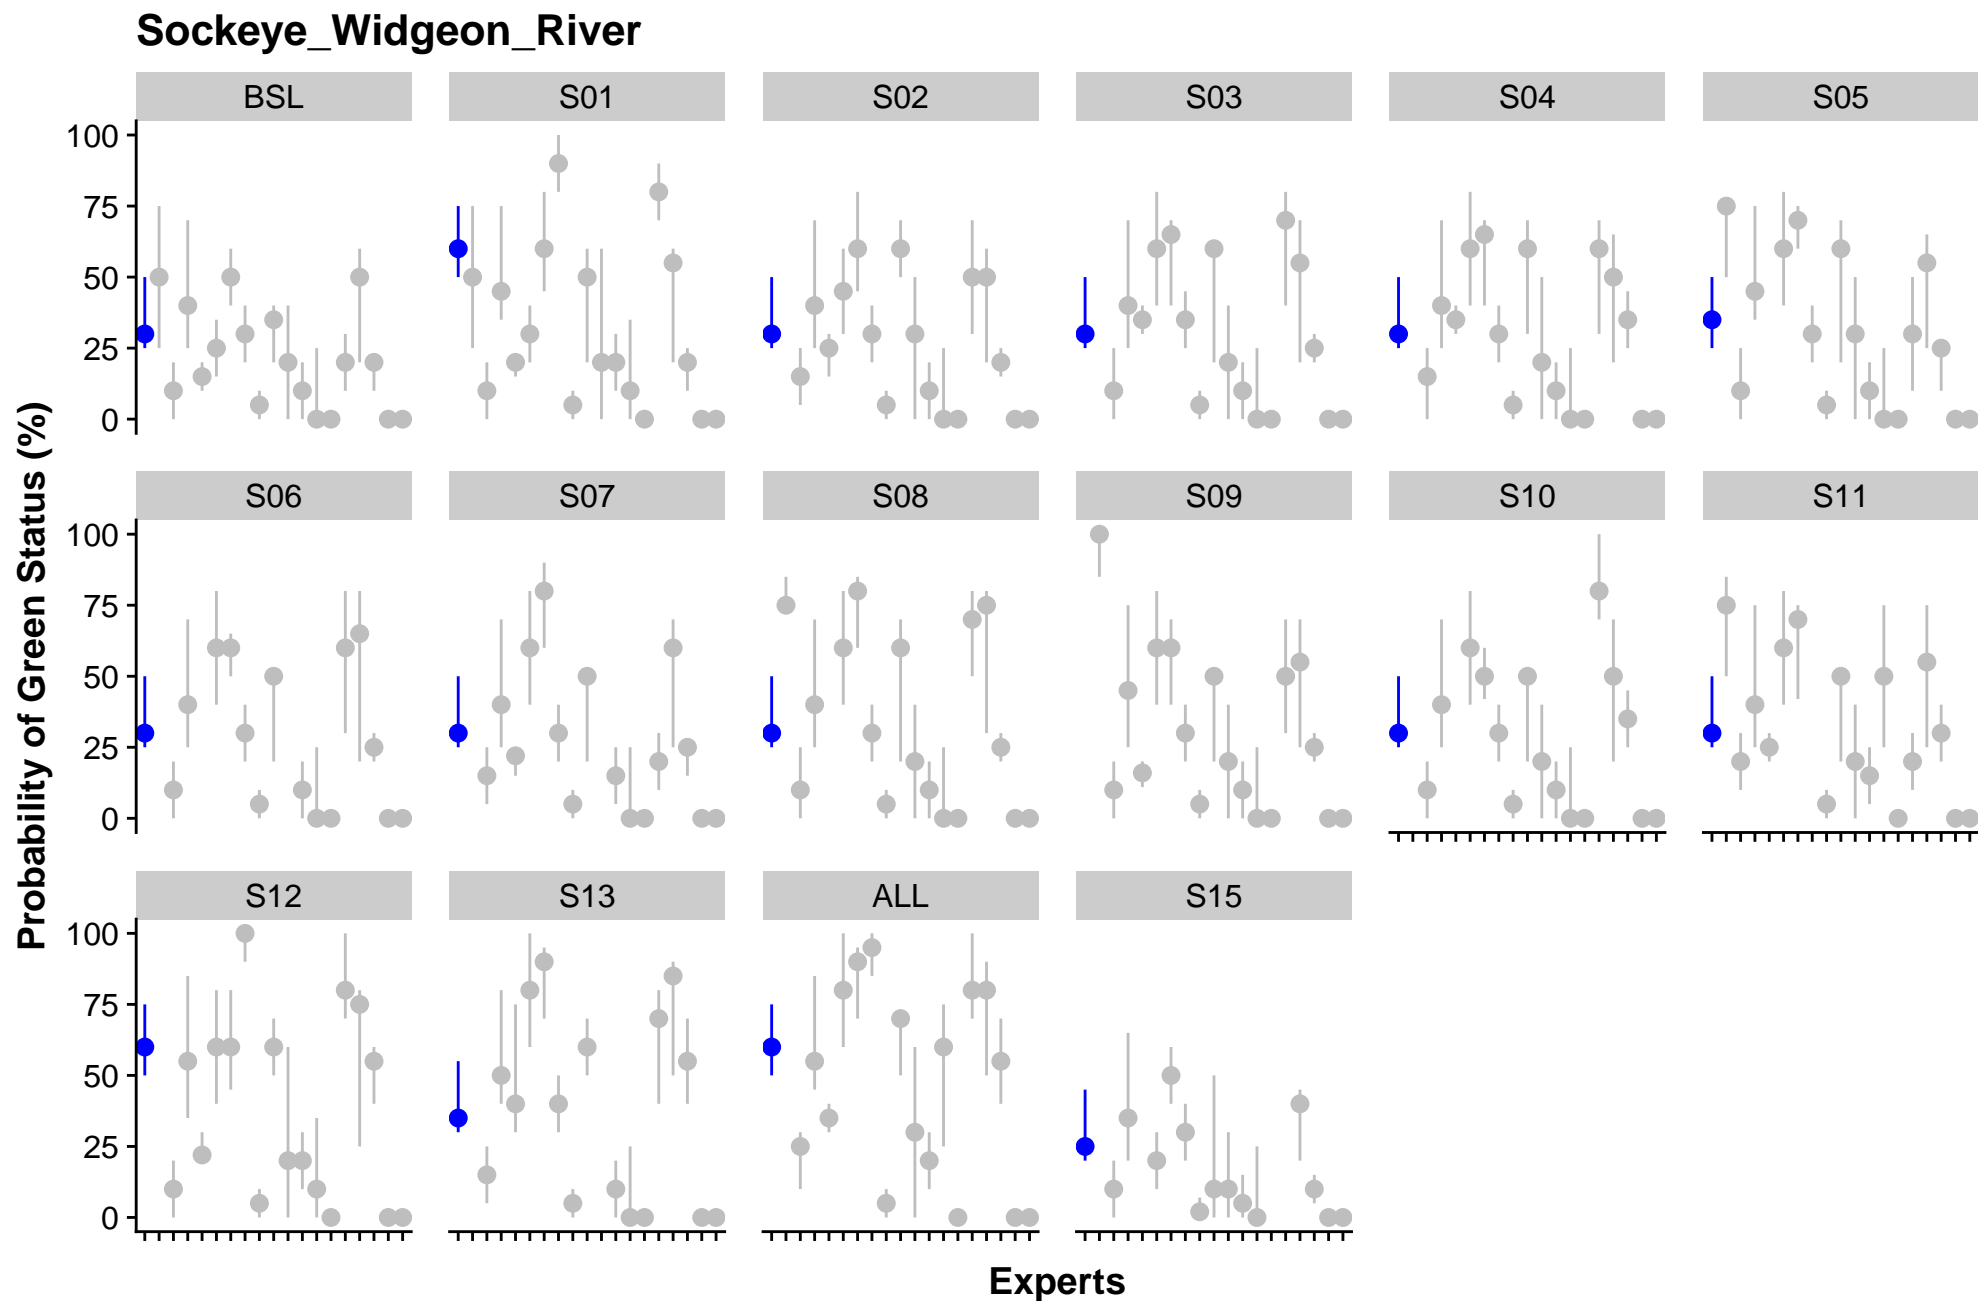 Sockeye_Widgeon_River
BSL S01 S02 S03 S04 S05
100
75
50
25
0
S06 S07 S08 S09 S10 S11
100
75
50
25
0
S12 S13 ALL S15
100
75
50
25
0
Probability of Green Status (%)
Experts